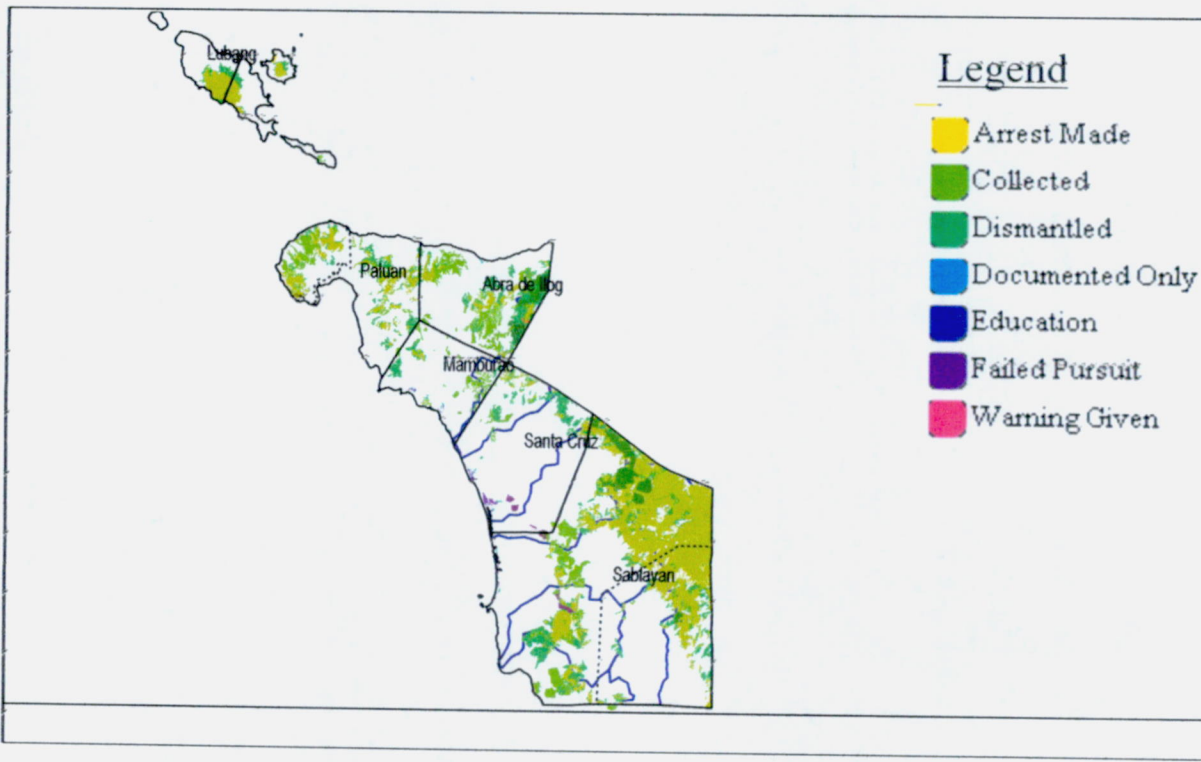 Lubang
Paluan
Abra de Ilog
Mamburao
Santa Cruz
Sablayan
Legend
Arrest Made
Collected
Dismantled
Documented Only
Education
Failed Pursuit
Warning Given